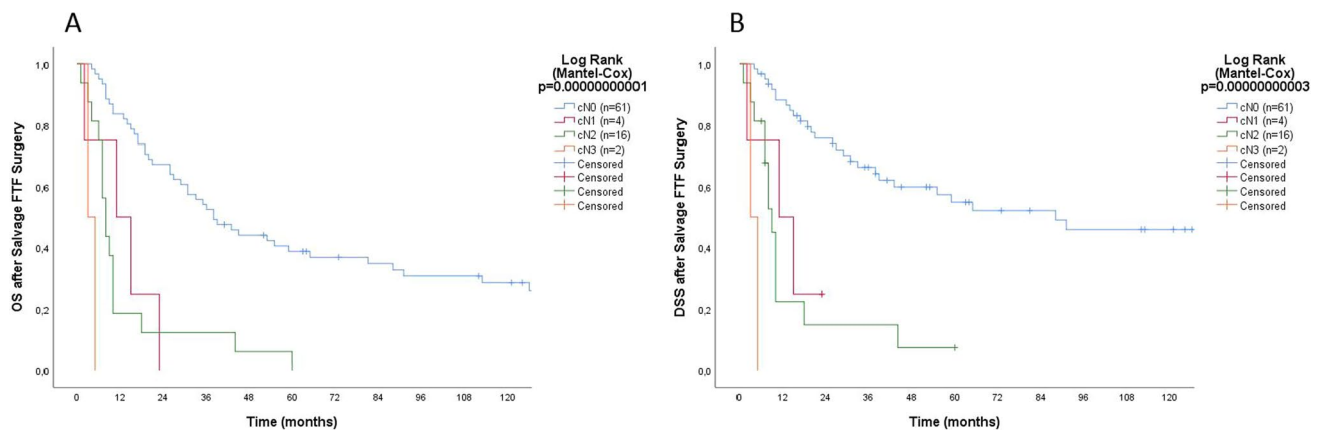 A
OS after Salvage FTF Surgery
1,0
0,8
0,6
0,4
0,2
0,0
0 12 24 36 48 60 72 84 96 108 120
Time (months)
Log Rank
(Mantel-Cox)
p=0.00000000001
cN0 (n=61)
cN1 (n=4)
cN2 (n=16)
cN3 (n=2)
Censored
Censored
Censored
Censored
B
DSS after Salvage FTF Surgery
1,0
0,8
0,6
0,4
0,2
0,0
0 12 24 36 48 60 72 84 96 108 120
Time (months)
Log Rank
(Mantel-Cox)
p=0.00000000003
cN0 (n=61)
cN1 (n=4)
cN2 (n=16)
cN3 (n=2)
Censored
Censored
Censored
Censored